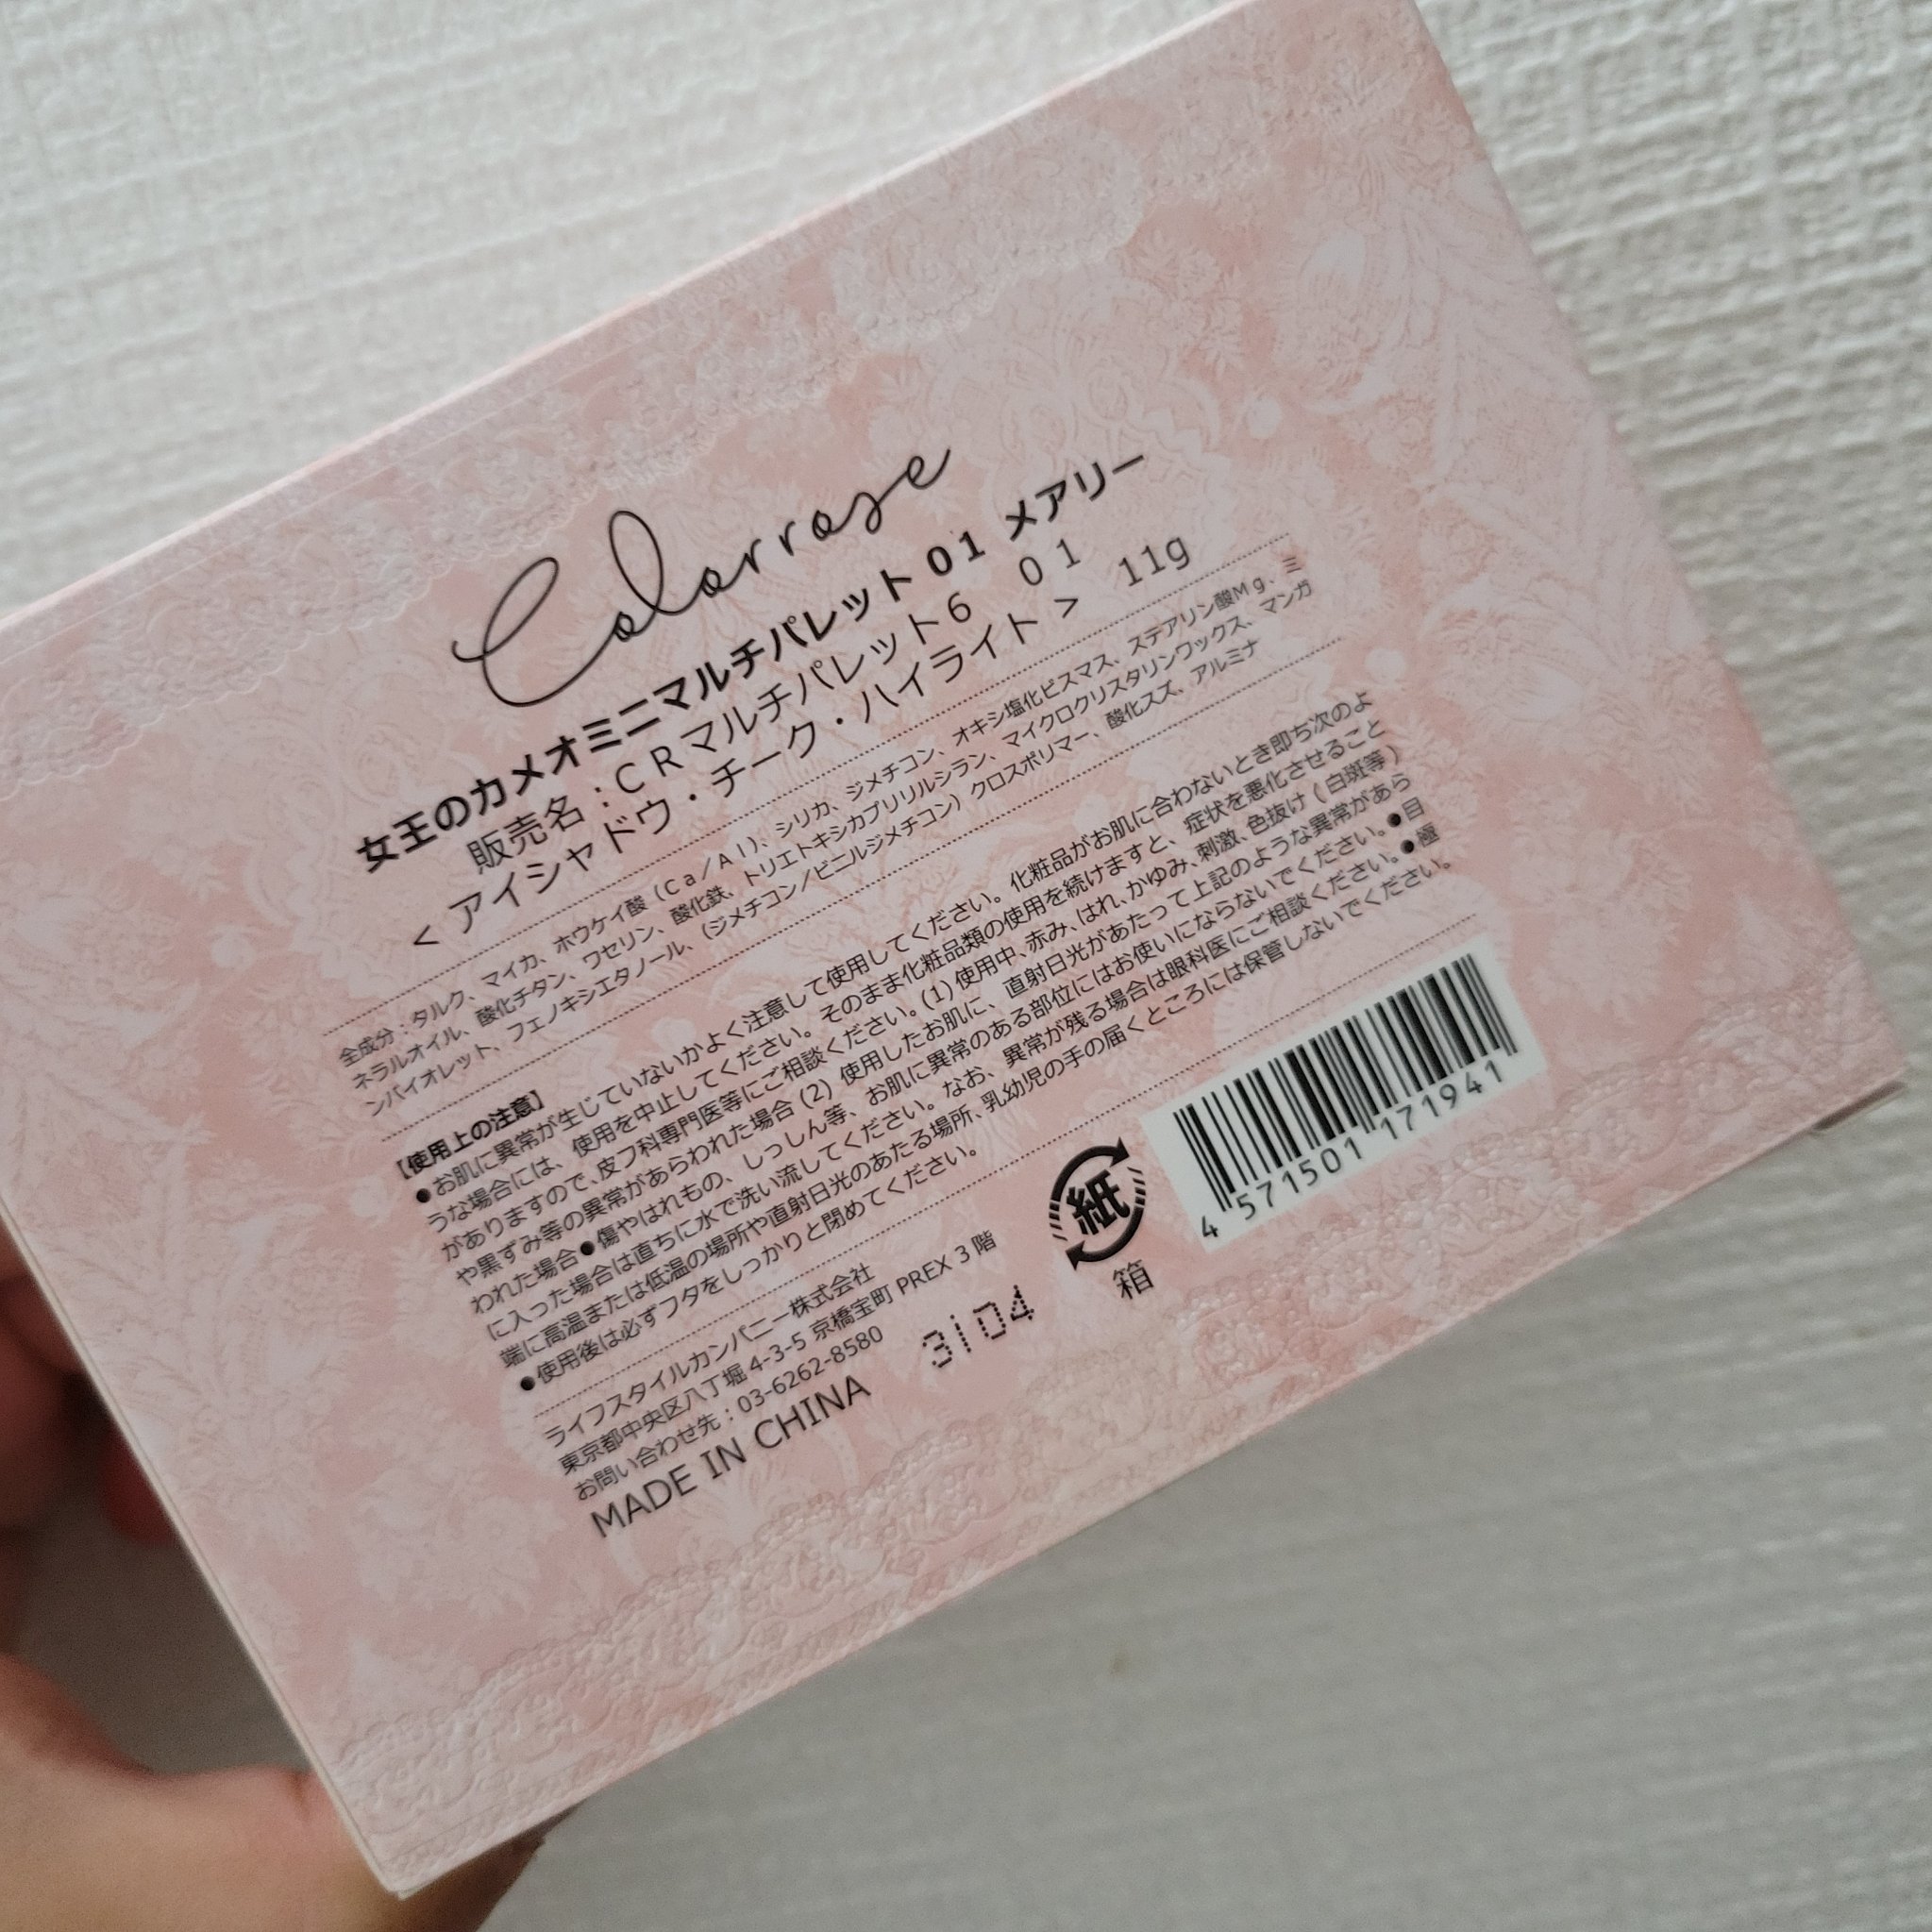 Colorrose
女王のカメオミニマルチパレット 01 メアリー
販売名：ＣＲマルチパレット6 01
＜アイシャドウ・チーク・ハイライト＞ 11g
全成分：タルク、マイカ、ホウケイ酸（Ｃａ／Ａｌ）、シリカ、ジメチコン、オキシ塩化ビスマス、ステアリン酸Ｍｇ、ミ
ネラルオイル、酸化チタン、ワセリン、酸化鉄、トリエトキシカプリリルシラン、マイクロクリスタリンワックス、マンガ
ンバイオレット、フェノキシエタノール、(ジメチコン／ビニルジメチコン）クロスポリマー、酸化スズ、アルミナ
【使用上の注意】
●お肌に異常が生じていないかよく注意して使用してください。化粧品がお肌に合わないとき即ち次のよ
うな場合には、使用を中止してください。そのまま化粧品類の使用を続けますと、症状を悪化させること
がありますので、皮フ科専門医等にご相談ください。(1) 使用中、赤み、はれ、かゆみ、刺激、色抜け ( 白斑等 )
や黒ずみ等の異常があらわれた場合 (2) 使用したお肌に、直射日光があたって上記のような異常があら
われた場合●傷やはれもの、しっしん等、お肌に異常のある部位にはお使いにならないでください。●目
に入った場合は直ちに水で洗い流してください。なお、異常が残る場合は眼科医にご相談ください。●極
端に高温または低温の場所や直射日光のあたる場所、乳幼児の手の届くところには保管しないでください。
●使用後は必ずフタをしっかりと閉めてください。
ライフスタイルカンパニー株式会社
東京都中央区八丁堀 4-3-5 京橋宝町 PREX 3 階
お問い合わせ先：03-6262-8580
MADE IN CHINA
3I04
紙
箱
4 571501 171941